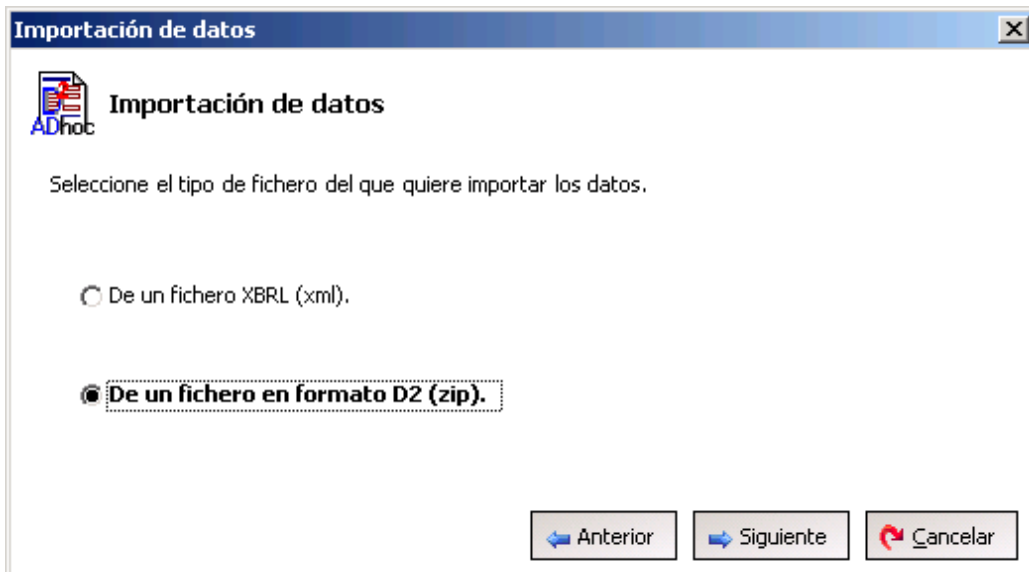 Importación de datos
ADhoc
Importación de datos
Seleccione el tipo de fichero del que quiere importar los datos.
De un fichero XBRL (xml).
De un fichero en formato D2 (zip).
Anterior Siguiente Cancelar